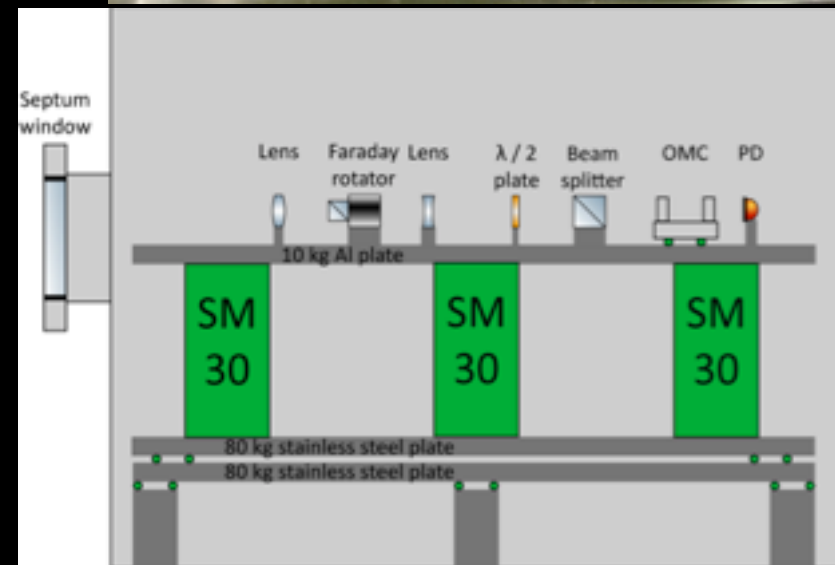 Septum
window
Lens
Faraday
rotator
Lens
λ / 2
plate
Beam
splitter
OMC
PD
10 kg Al plate
SM
30
SM
30
SM
30
80 kg stainless steel plate
80 kg stainless steel plate